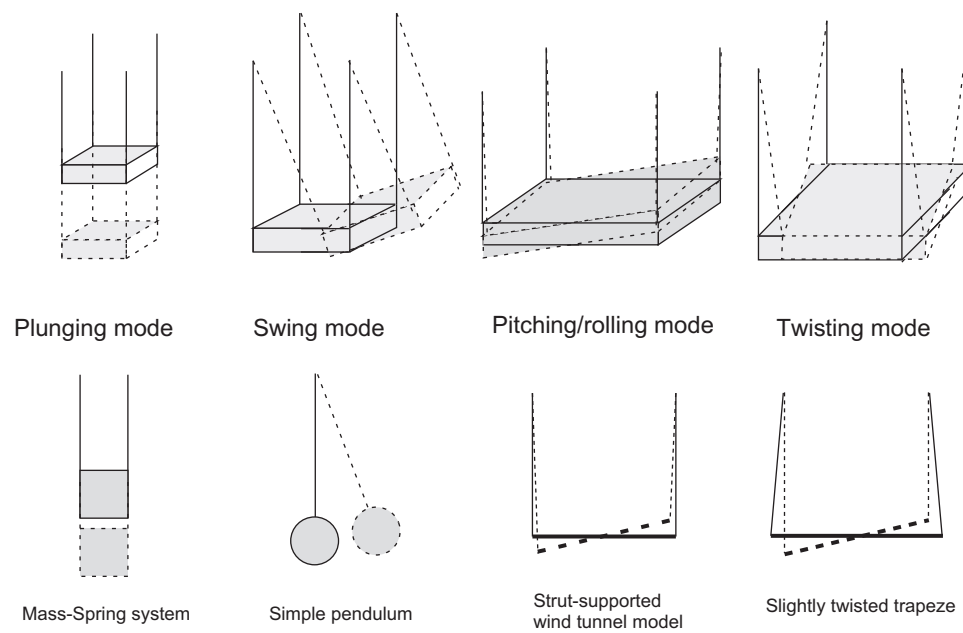 Plunging mode
Swing mode
Pitching/rolling mode
Twisting mode
Mass-Spring system
Simple pendulum
Strut-supported
wind tunnel model
Slightly twisted trapeze